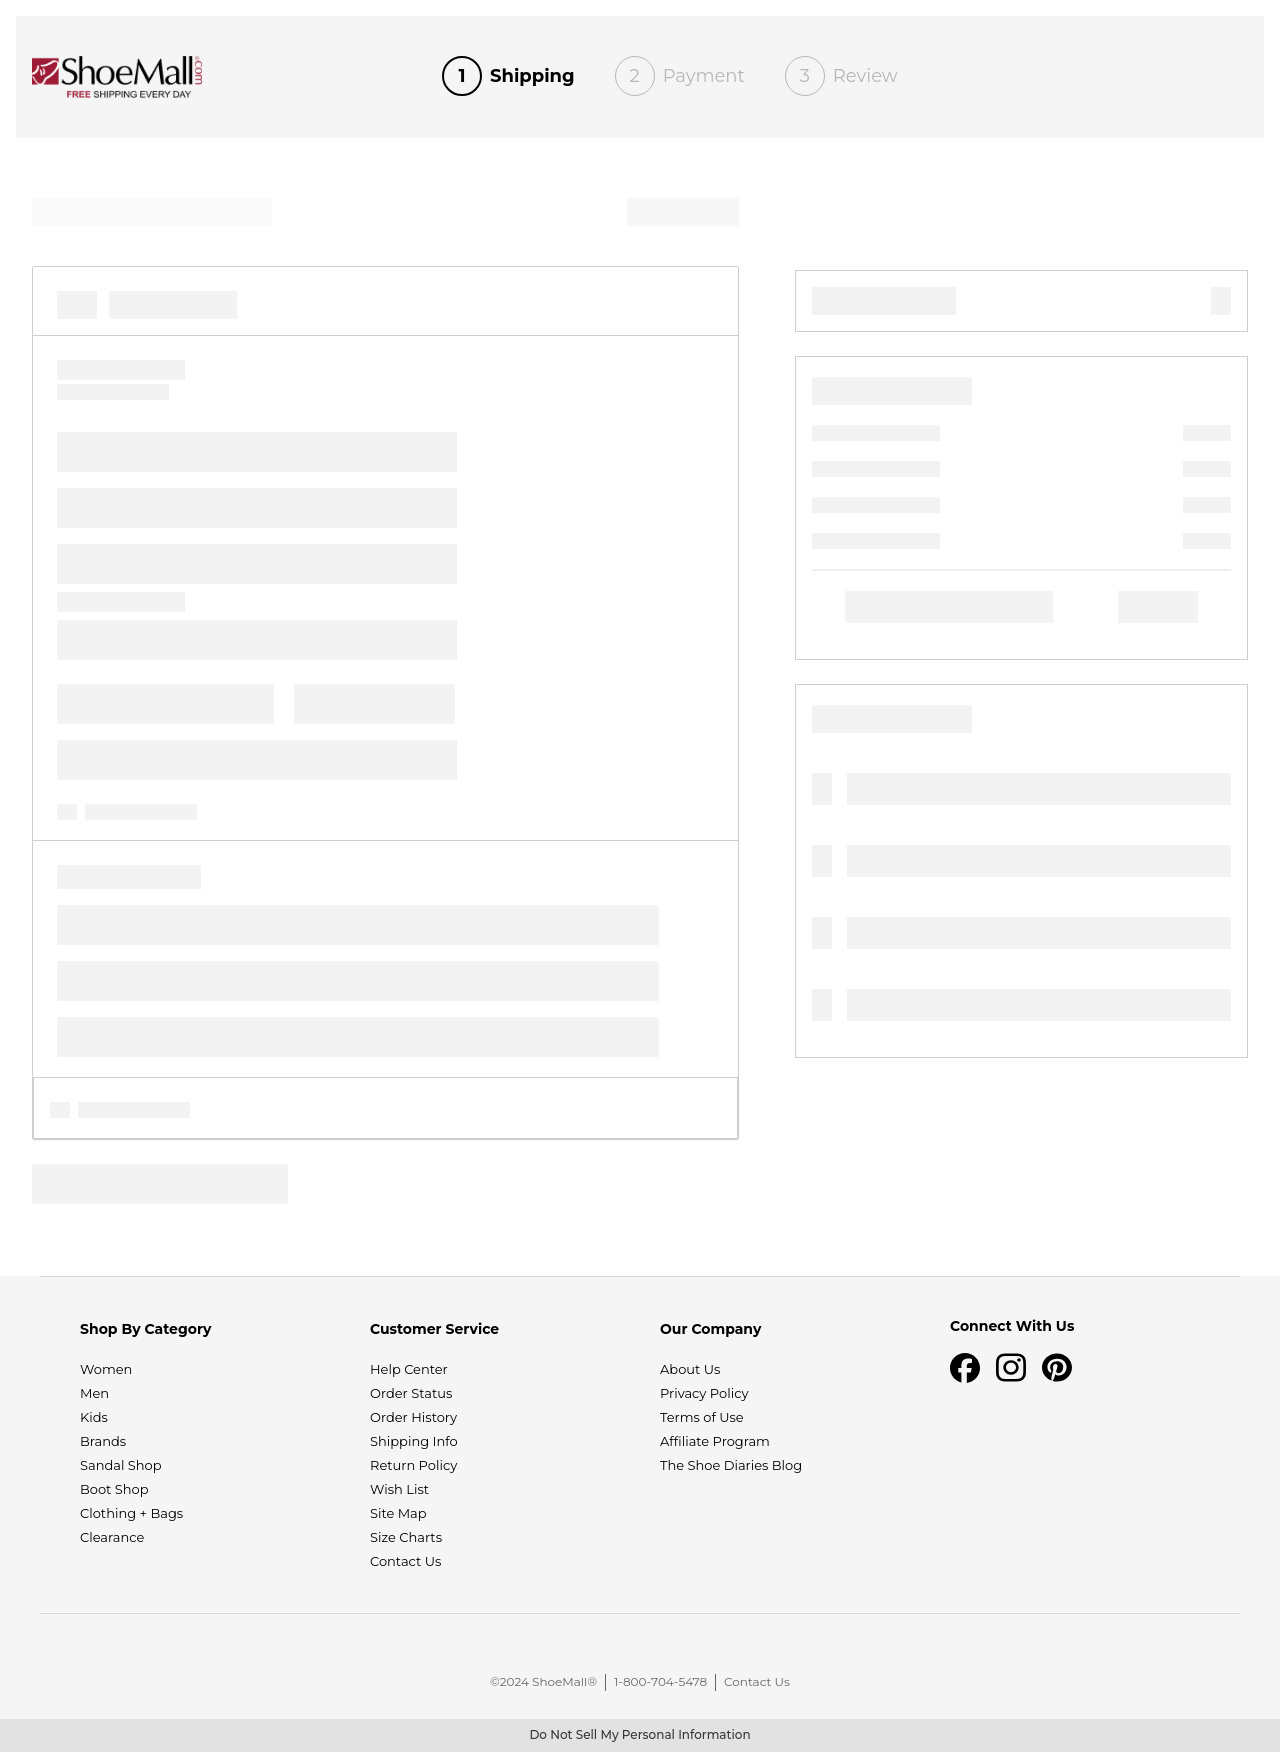 ShoeMall.com
FREE SHIPPING EVERY DAY
1 Shipping
2 Payment
3 Review
Shop By Category
Women
Men
Kids
Brands
Sandal Shop
Boot Shop
Clothing + Bags
Clearance
Customer Service
Help Center
Order Status
Order History
Shipping Info
Return Policy
Wish List
Site Map
Size Charts
Contact Us
Our Company
About Us
Privacy Policy
Terms of Use
Affiliate Program
The Shoe Diaries Blog
Connect With Us
©2024 ShoeMall® 1-800-704-5478 Contact Us
Do Not Sell My Personal Information